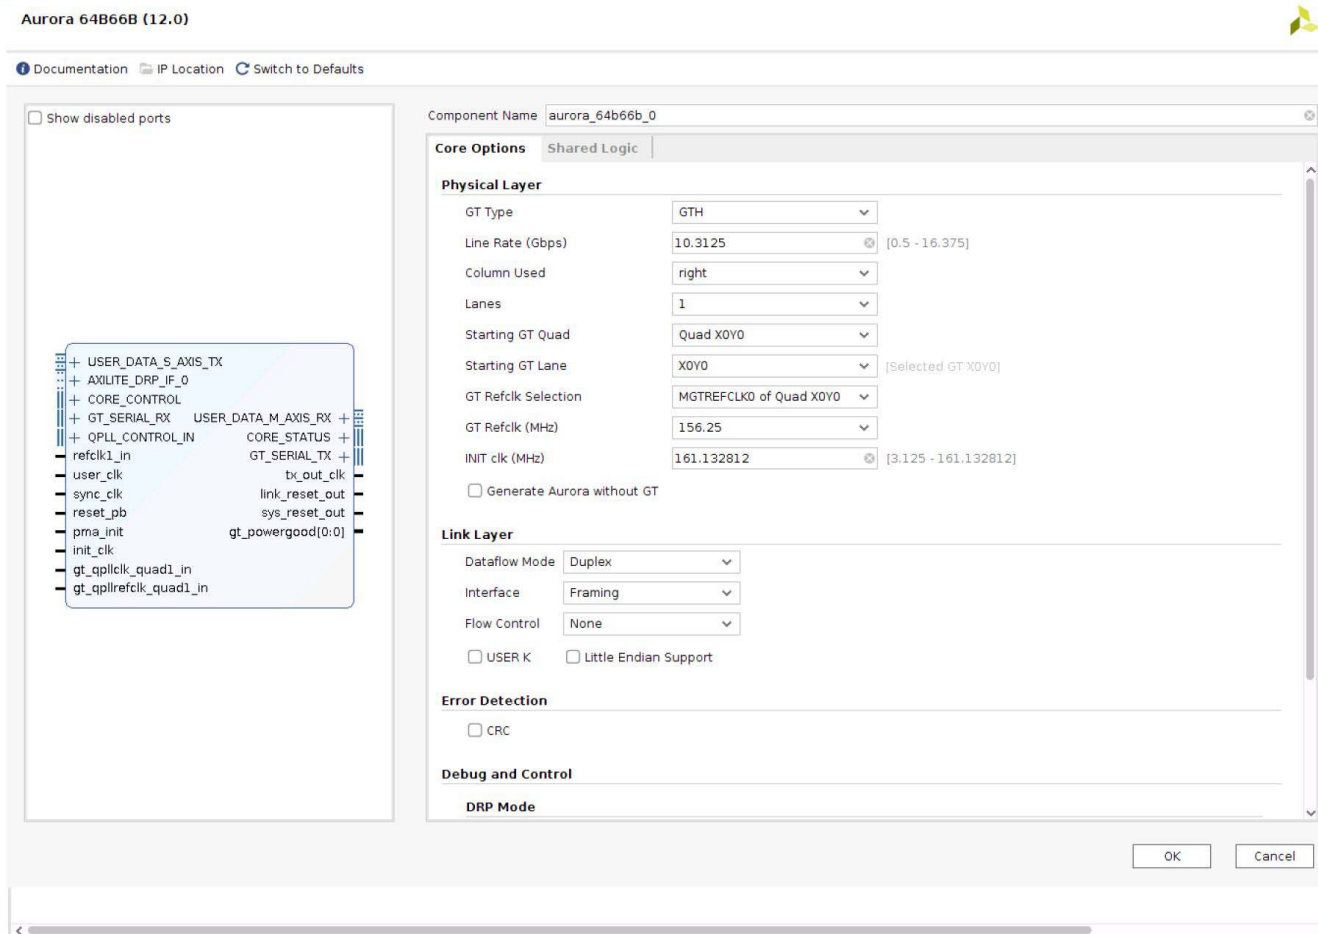 Aurora 64B66B (12.0)
Documentation IP Location Switch to Defaults
Show disabled ports
USER_DATA_S_AXIS_TX
AXILITE_DRP_IF_0
CORE_CONTROL
GT_SERIAL_RX USER_DATA_M_AXIS_RX
QPLL_CONTROL_IN CORE_STATUS
refclk1_in GT_SERIAL_TX
user_clk tx_out_clk
sync_clk link_reset_out
reset_pb sys_reset_out
pma_init gt_powergood[0:0]
init_clk
gt_qpllclk_quad1_in
gt_qpllrefclk_quad1_in
Component Name aurora_64b66b_0
Core Options Shared Logic
Physical Layer
GT Type GTH
Line Rate (Gbps) 10.3125 [0.5 - 16.375]
Column Used right
Lanes 1
Starting GT Quad Quad X0Y0
Starting GT Lane X0Y0 [Selected GT X0Y0]
GT Refclk Selection MGTREFCLK0 of Quad X0Y0
GT Refclk (MHz) 156.25
INIT clk (MHz) 161.132812 [3.125 - 161.132812]
Generate Aurora without GT
Link Layer
Dataflow Mode Duplex
Interface Framing
Flow Control None
USER K Little Endian Support
Error Detection
CRC
Debug and Control
DRP Mode
OK Cancel